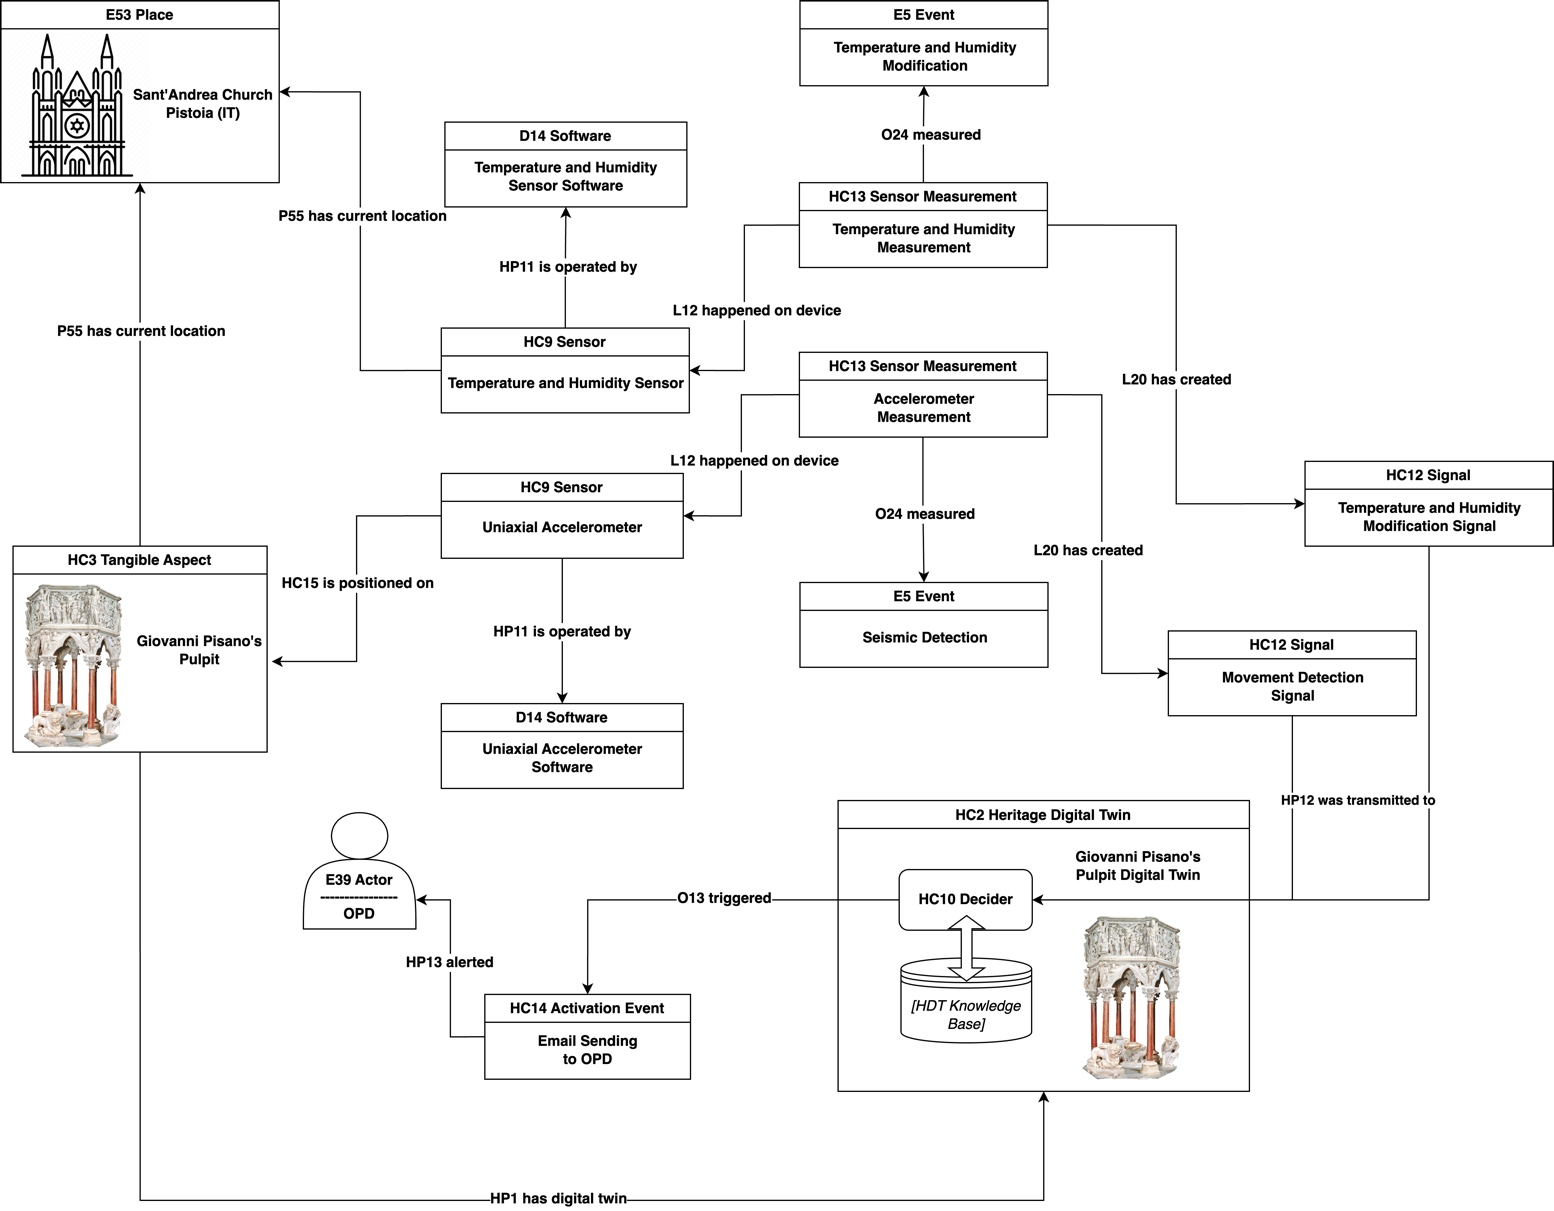 E53 Place
Sant'Andrea Church
Pistoia (IT)
E5 Event
Temperature and Humidity
Modification
O24 measured
D14 Software
Temperature and Humidity
Sensor Software
HC13 Sensor Measurement
Temperature and Humidity
Measurement
P55 has current location
HP11 is operated by
L12 happened on device
P55 has current location
HC9 Sensor
Temperature and Humidity Sensor
HC13 Sensor Measurement
Accelerometer
Measurement
L20 has created
L12 happened on device
HC9 Sensor
Uniaxial Accelerometer
O24 measured
HC12 Signal
Temperature and Humidity
Modification Signal
L20 has created
HC3 Tangible Aspect
Giovanni Pisano's
Pulpit
HC15 is positioned on
HP11 is operated by
E5 Event
Seismic Detection
HC12 Signal
Movement Detection
Signal
D14 Software
Uniaxial Accelerometer
Software
HP12 was transmitted to
HC2 Heritage Digital Twin
Giovanni Pisano's
Pulpit Digital Twin
HC10 Decider
[HDT Knowledge
Base]
O13 triggered
E39 Actor
-----------------
OPD
HP13 alerted
HC14 Activation Event
Email Sending
to OPD
HP1 has digital twin